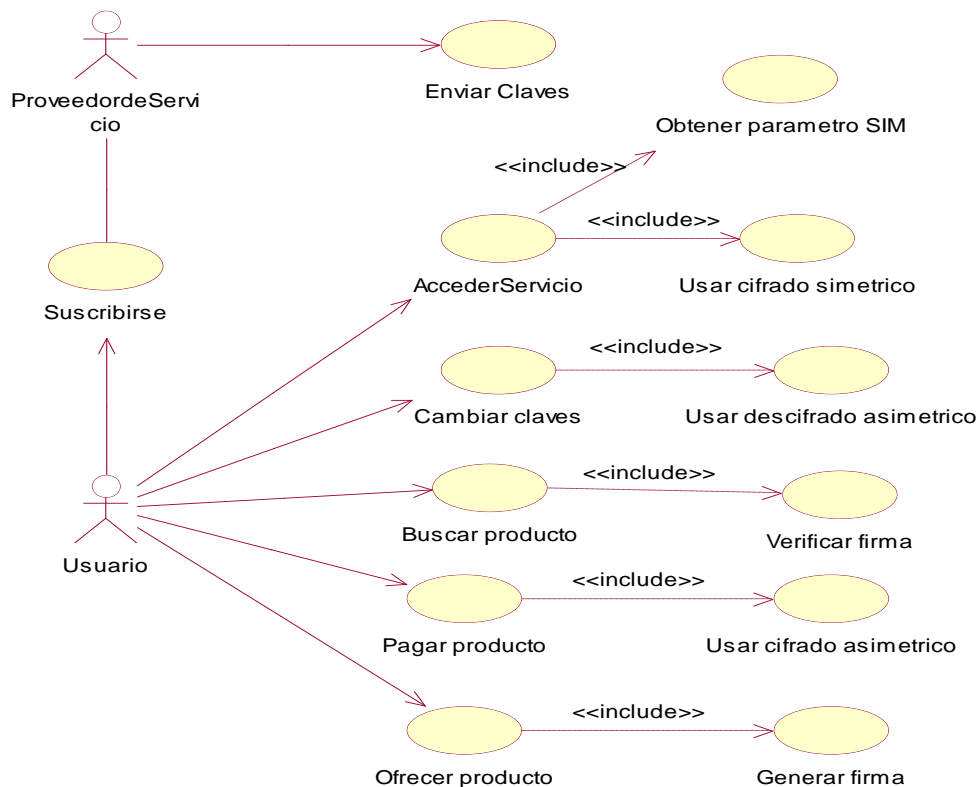 ProveedordeServi
cio
Enviar Claves
Obtener parametro SIM
<<include>>
<<include>>
Suscribirse
AccederServicio
Usar cifrado simetrico
<<include>>
Cambiar claves
Usar descifrado asimetrico
<<include>>
Usuario
Buscar producto
Verificar firma
<<include>>
Pagar producto
Usar cifrado asimetrico
<<include>>
Ofrecer producto
Generar firma